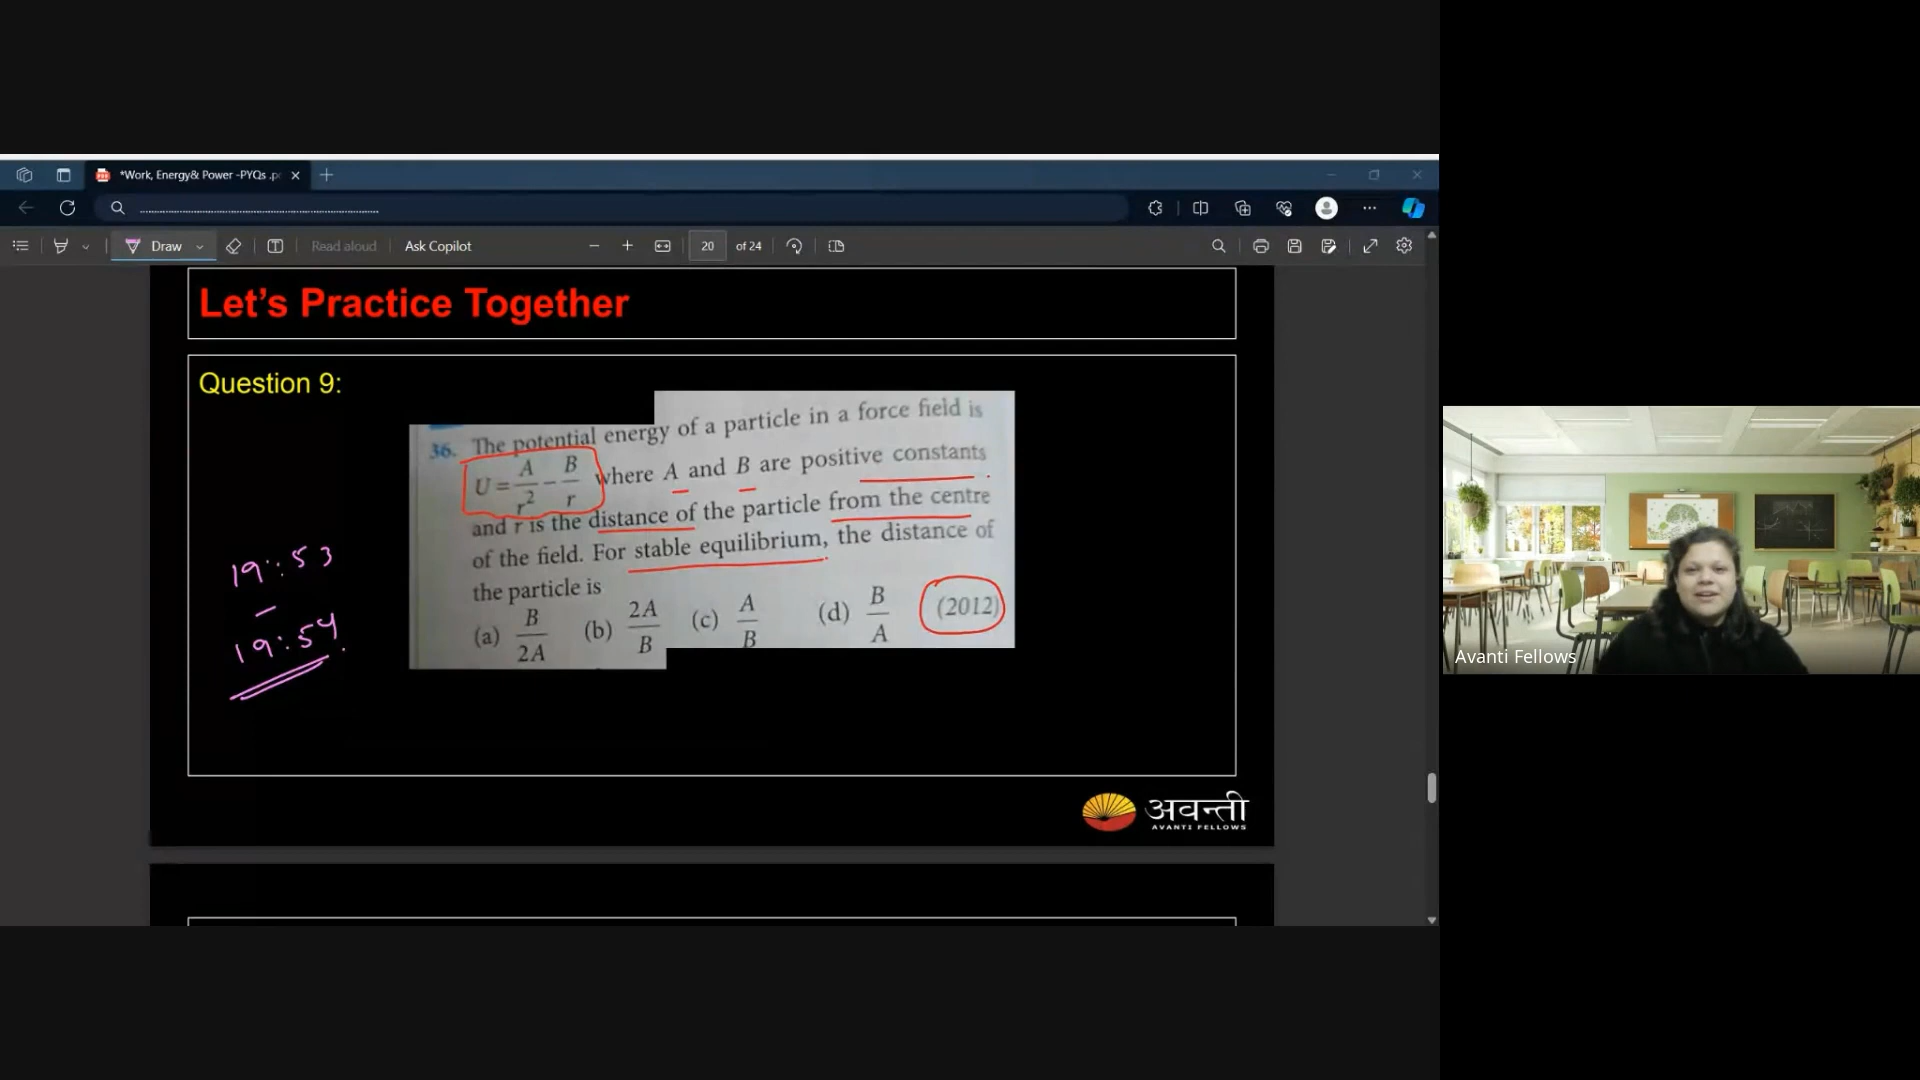 *Work, Energy& Power -PYQs .p
Draw
Read aloud
Ask Copilot
20 of 24
Let's Practice Together
Question 9:
36. The potential energy of a particle in a force field is
U = A/r² − B/r where A and B are positive constants
and r is the distance of the particle from the centre
of the field. For stable equilibrium, the distance of
the particle is
(a) B/2A (b) 2A/B (c) A/B (d) B/A (2012)
19:53
19:54
अवन्ती
AVANTI FELLOWS
Avanti Fellows